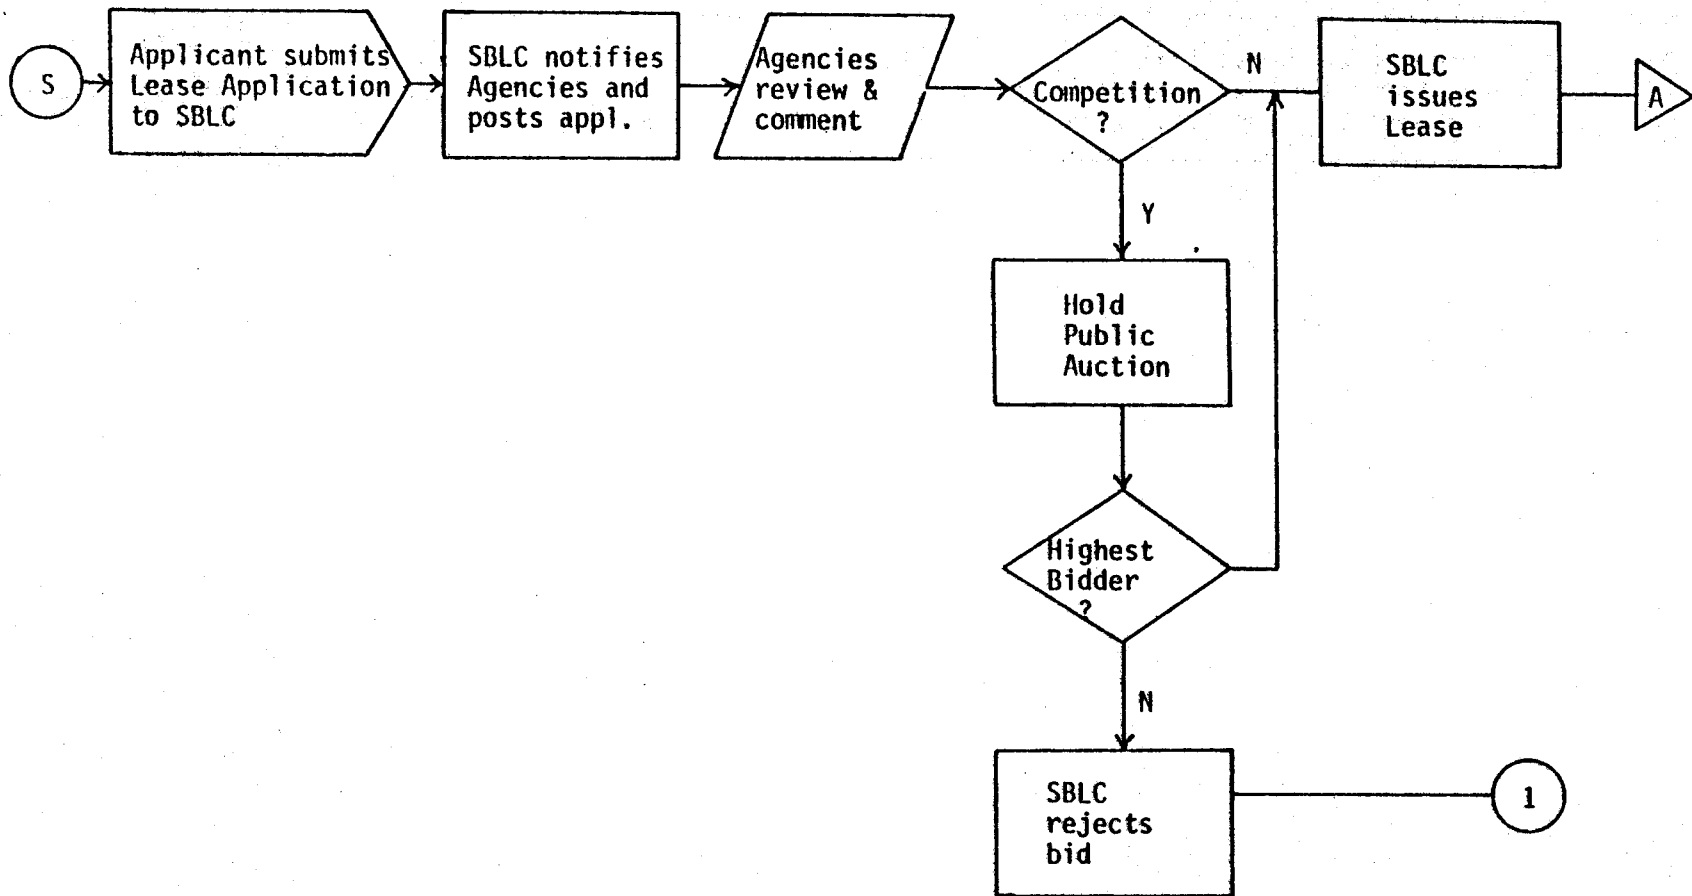 S
Applicant submits
Lease Application
to SBLC
SBLC notifies
Agencies and
posts appl.
Agencies
review &
comment
Competition
?
N
SBLC
issues
Lease
A
Y
Hold
Public
Auction
Highest
Bidder
?
N
SBLC
rejects
bid
1